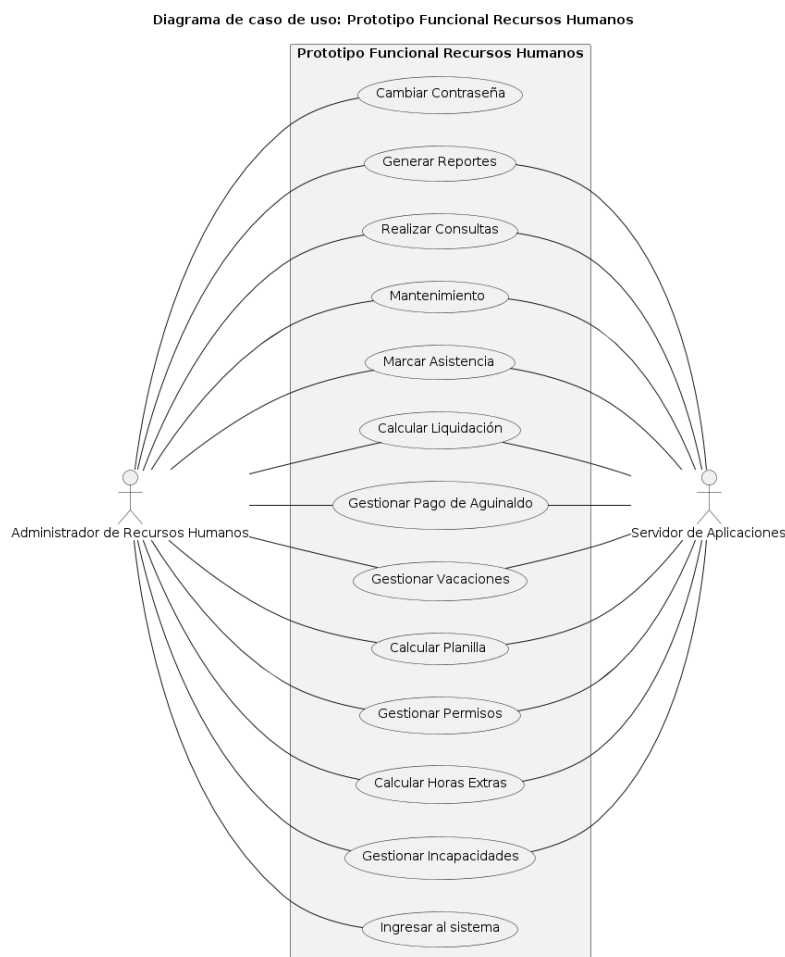 Diagrama de caso de uso: Prototipo Funcional Recursos Humanos
Prototipo Funcional Recursos Humanos
Cambiar Contraseña
Generar Reportes
Realizar Consultas
Mantenimiento
Marcar Asistencia
Calcular Liquidación
Gestionar Pago de Aguinaldo
Administrador de Recursos Humanos
Servidor de Aplicaciones
Gestionar Vacaciones
Calcular Planilla
Gestionar Permisos
Calcular Horas Extras
Gestionar Incapacidades
Ingresar al sistema